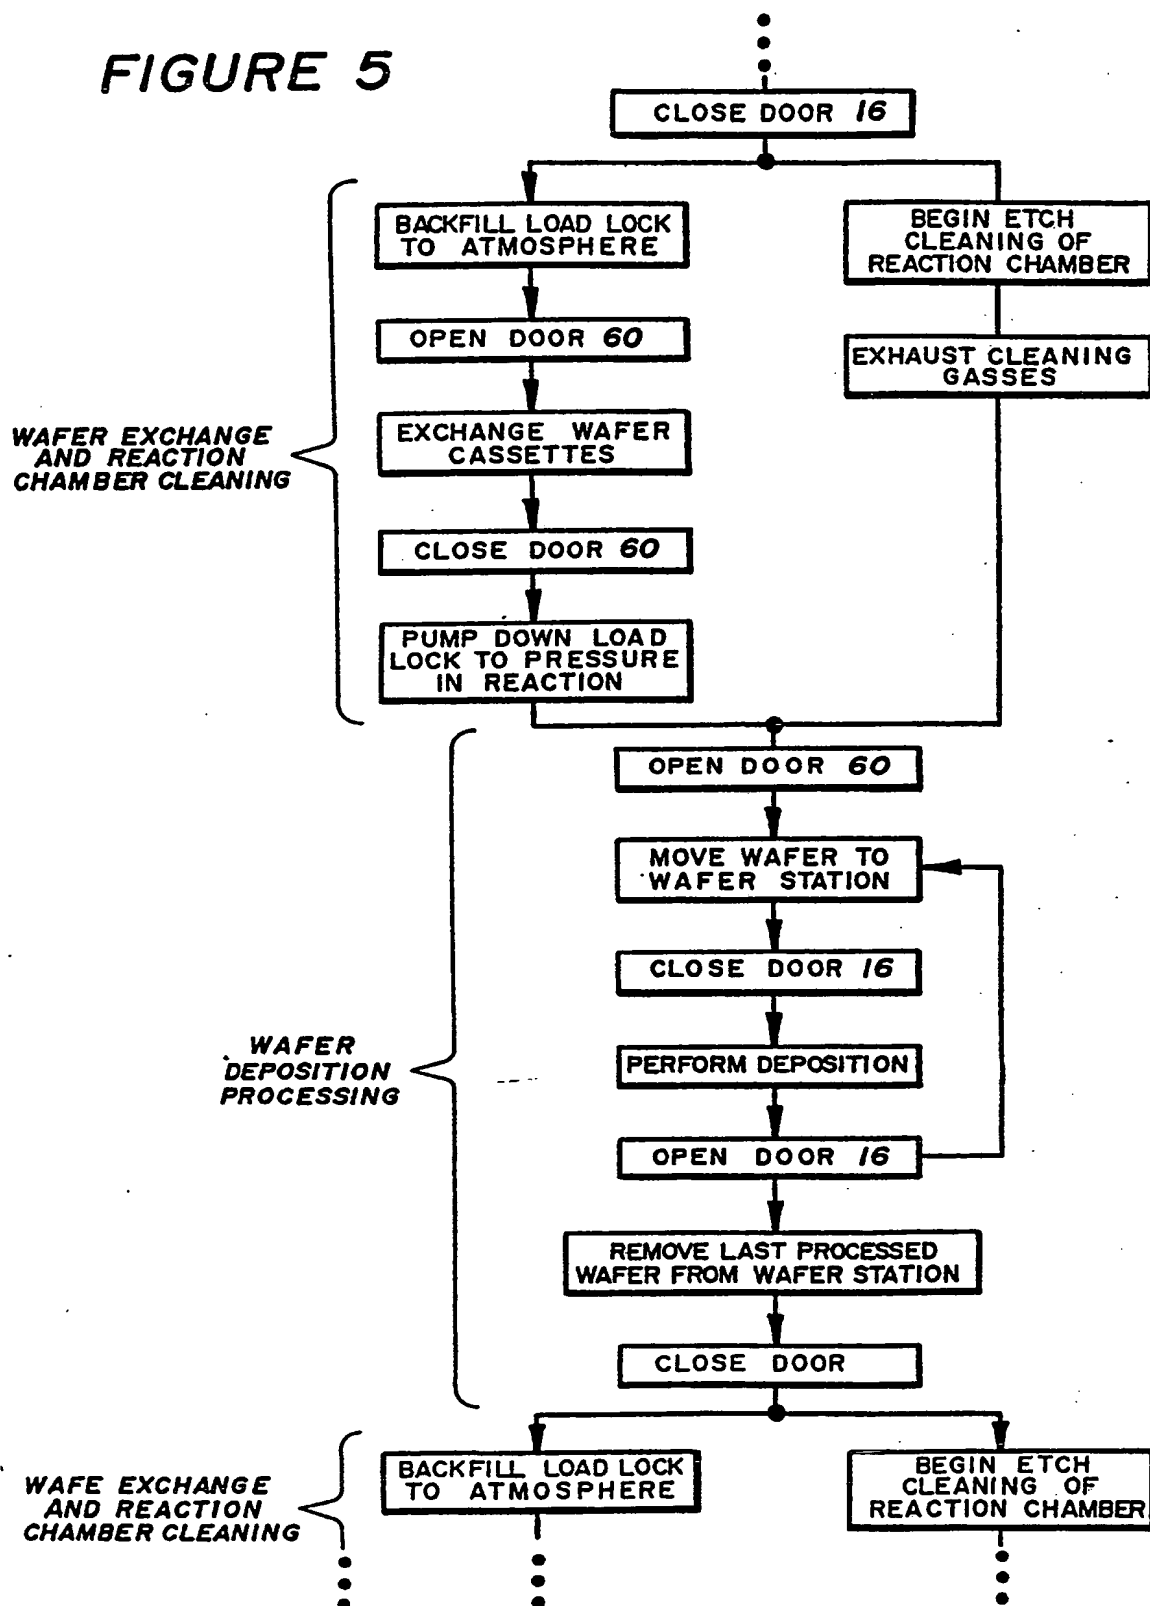 FIGURE 5
CLOSE DOOR 16
BACKFILL LOAD LOCK
TO ATMOSPHERE
BEGIN ETCH
CLEANING OF
REACTION CHAMBER
OPEN DOOR 60
EXHAUST CLEANING
GASSES
EXCHANGE WAFER
CASSETTES
WAFER EXCHANGE
AND REACTION
CHAMBER CLEANING
CLOSE DOOR 60
PUMP DOWN LOAD
LOCK TO PRESSURE
IN REACTION
OPEN DOOR 60
MOVE WAFER TO
WAFER STATION
CLOSE DOOR 16
WAFER
DEPOSITION
PROCESSING
PERFORM DEPOSITION
OPEN DOOR 16
REMOVE LAST PROCESSED
WAFER FROM WAFER STATION
CLOSE DOOR
BACKFILL LOAD LOCK
TO ATMOSPHERE
BEGIN ETCH
CLEANING OF
REACTION CHAMBER
WAFE EXCHANGE
AND REACTION
CHAMBER CLEANING